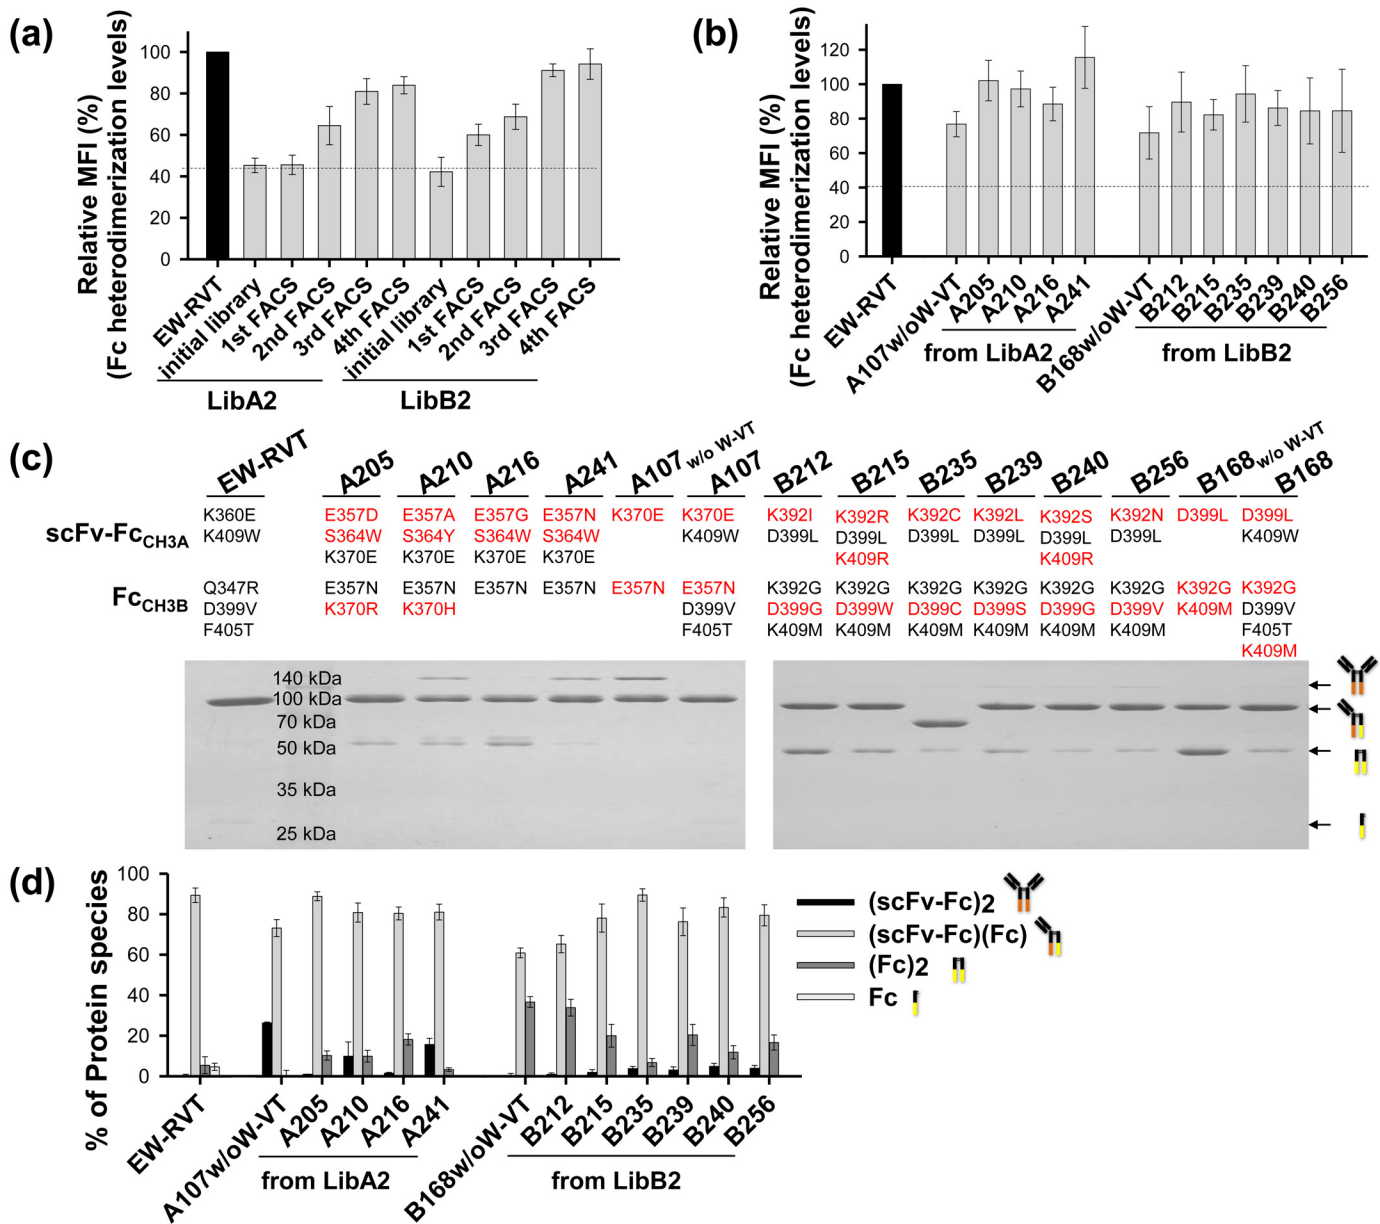 (a)
Relative MFI (%)
(Fc heterodimerization levels)
100
80
60
40
20
0
EW-RVT
initial library
1st FACS
2nd FACS
3rd FACS
4th FACS
initial library
1st FACS
2nd FACS
3rd FACS
4th FACS
LibA2
LibB2
(b)
Relative MFI (%)
(Fc heterodimerization levels)
120
100
80
60
40
20
0
EW-RVT
A107w/oW-VT
A205
A210
A216
A241
B168w/oW-VT
B212
B215
B235
B239
B240
B256
from LibA2
from LibB2
(c)
EW-RVT A205 A210 A216 A241 A107 w/o W-VT A107 B212 B215 B235 B239 B240 B256 B168 w/o W-VT B168
scFv-FcCH3A
K360E E357D E357A E357G E357N K370E K370E K392I K392R K392C K392L K392S K392N D399L D399L
K409W S364W S364Y S364W S364W K409W D399L D399L D399L D399L D399L D399L K409W
K370E K370E K370E K370E K409R K409R
FcCH3B
Q347R E357N E357N E357N E357N E357N E357N K392G K392G K392G K392G K392G K392G K392G K392G
D399V K370R K370H D399V D399G D399W D399C D399S D399G D399V K409M D399V
F405T F405T K409M K409M K409M K409M K409M K409M F405T
K409M
140 kDa
100 kDa
70 kDa
50 kDa
35 kDa
25 kDa
(d)
% of Protein species
100
80
60
40
20
0
EW-RVT
A107w/oW-VT
A205
A210
A216
A241
B168w/oW-VT
B212
B215
B235
B239
B240
B256
from LibA2
from LibB2
(scFv-Fc)2
(scFv-Fc)(Fc)
(Fc)2
Fc